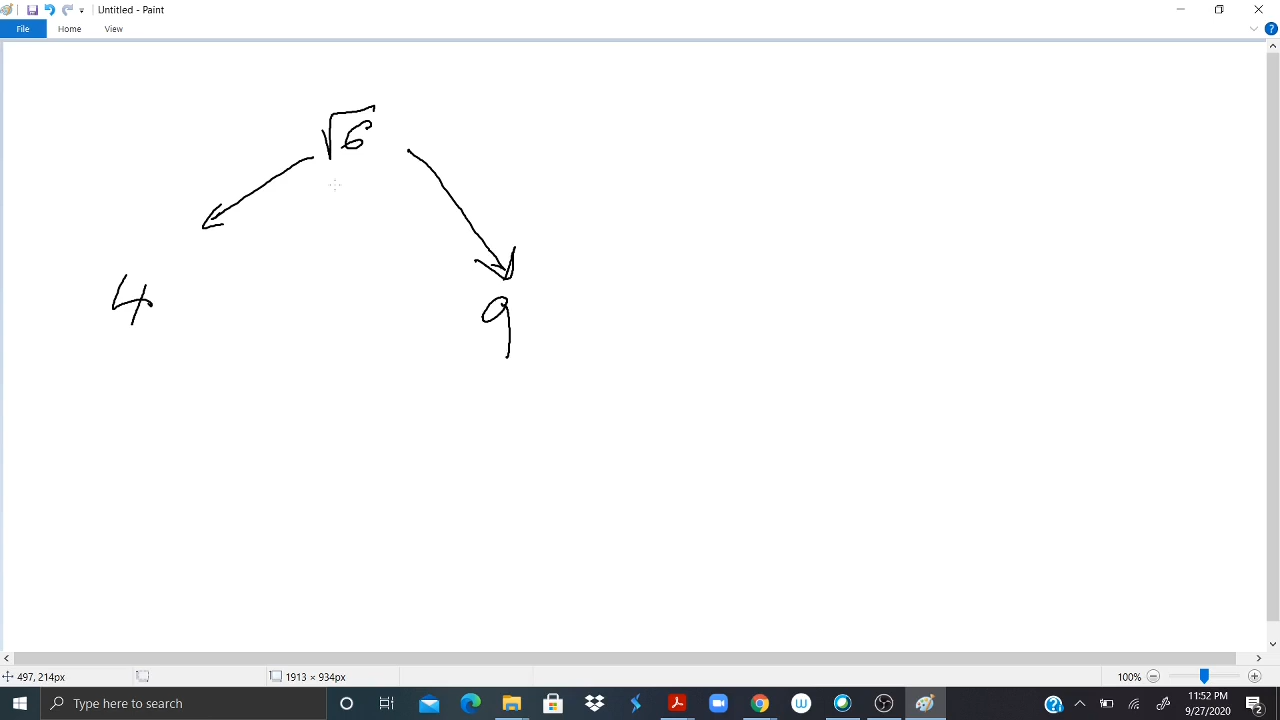 Untitled - Paint
File Home View
√6
4
9
497, 214px
1913 × 934px
100%
Type here to search
11:52 PM
9/27/2020
2